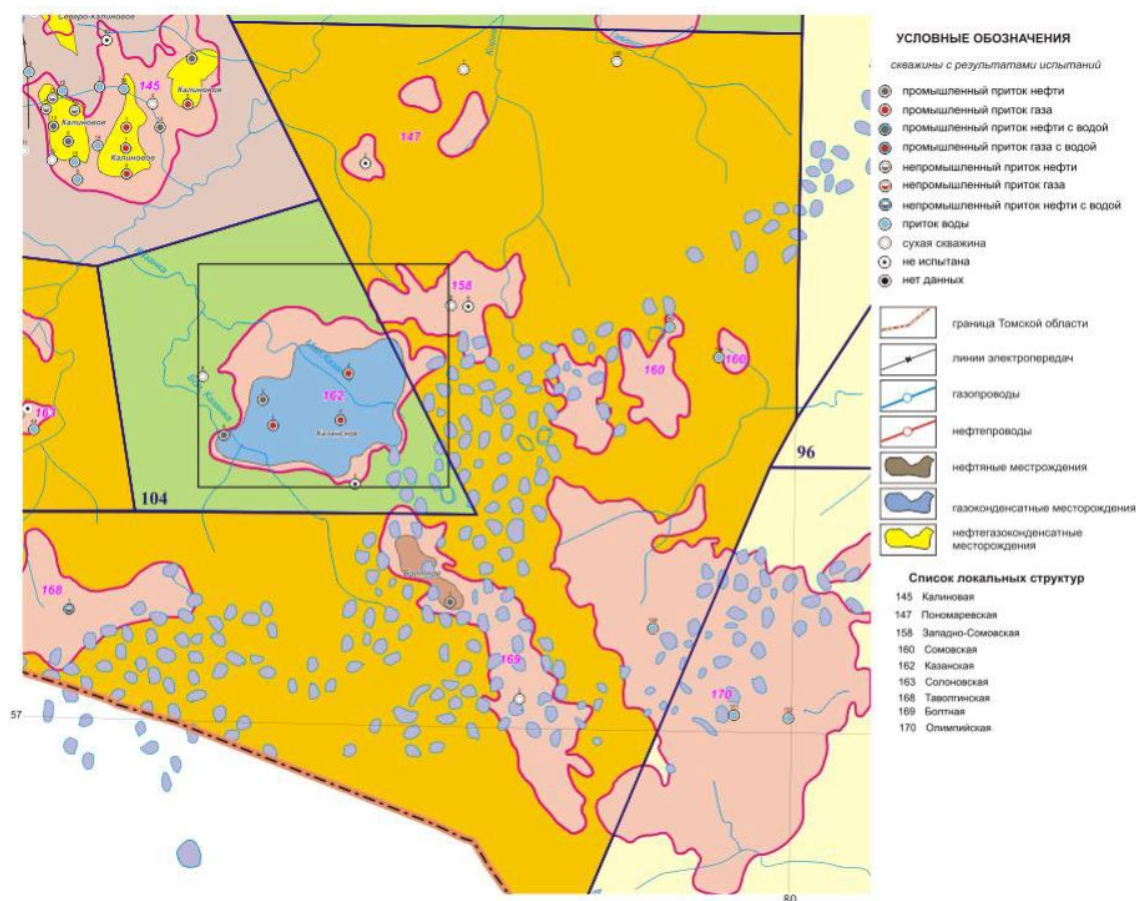 Северо-Калиновое
145
Калиновое
Калиновое
Калиновое
147
Казанка
158
160
160
162
Казанское
163
96
104
Болтное
168
169
170
57
80
УСЛОВНЫЕ ОБОЗНАЧЕНИЯ
скважины с результатами испытаний
промышленный приток нефти
промышленный приток газа
промышленный приток нефти с водой
промышленный приток газа с водой
непромышленный приток нефти
непромышленный приток газа
непромышленный приток нефти с водой
приток воды
сухая скважина
не испытана
нет данных
граница Томской области
линии электропередач
газопроводы
нефтепроводы
нефтяные местрождения
газоконденсатные месторождения
нефтегазоконденсатные
месторождения
Список локальных структур
145 Калиновая
147 Пономаревская
158 Западно-Сомовская
160 Сомовская
162 Казанская
163 Солоновская
168 Таволгинская
169 Болтная
170 Олимпийская